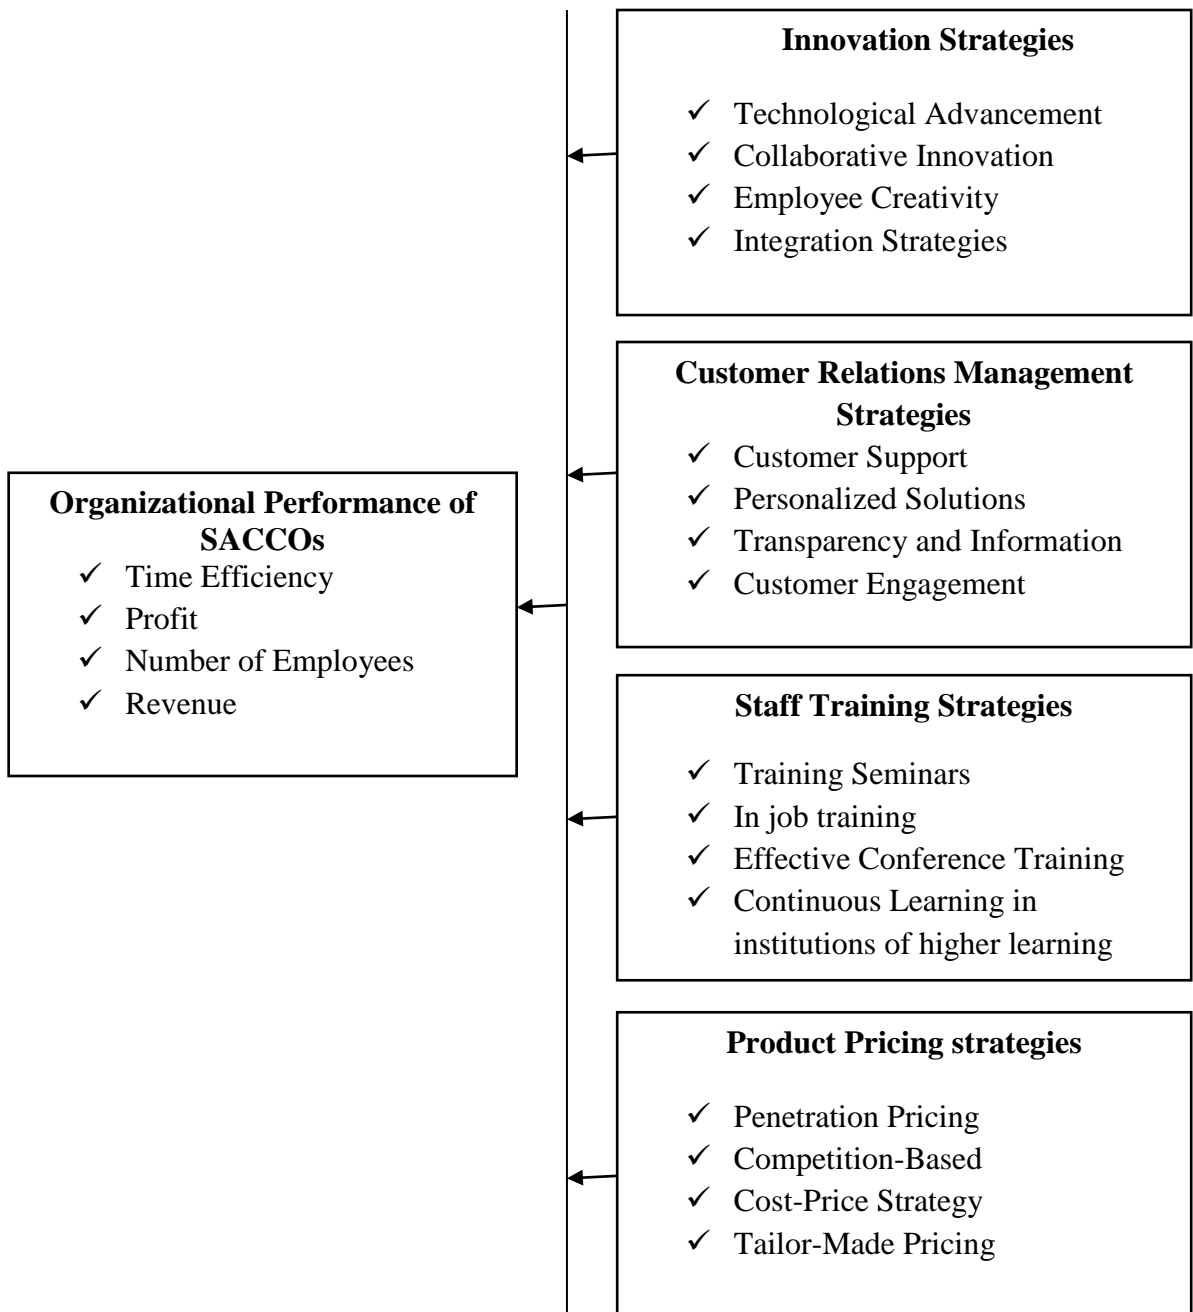 Innovation Strategies
✓ Technological Advancement
✓ Collaborative Innovation
✓ Employee Creativity
✓ Integration Strategies
Customer Relations Management
Strategies
✓ Customer Support
✓ Personalized Solutions
✓ Transparency and Information
✓ Customer Engagement
Organizational Performance of
SACCOs
✓ Time Efficiency
✓ Profit
✓ Number of Employees
✓ Revenue
Staff Training Strategies
✓ Training Seminars
✓ In job training
✓ Effective Conference Training
✓ Continuous Learning in
institutions of higher learning
Product Pricing strategies
✓ Penetration Pricing
✓ Competition-Based
✓ Cost-Price Strategy
✓ Tailor-Made Pricing